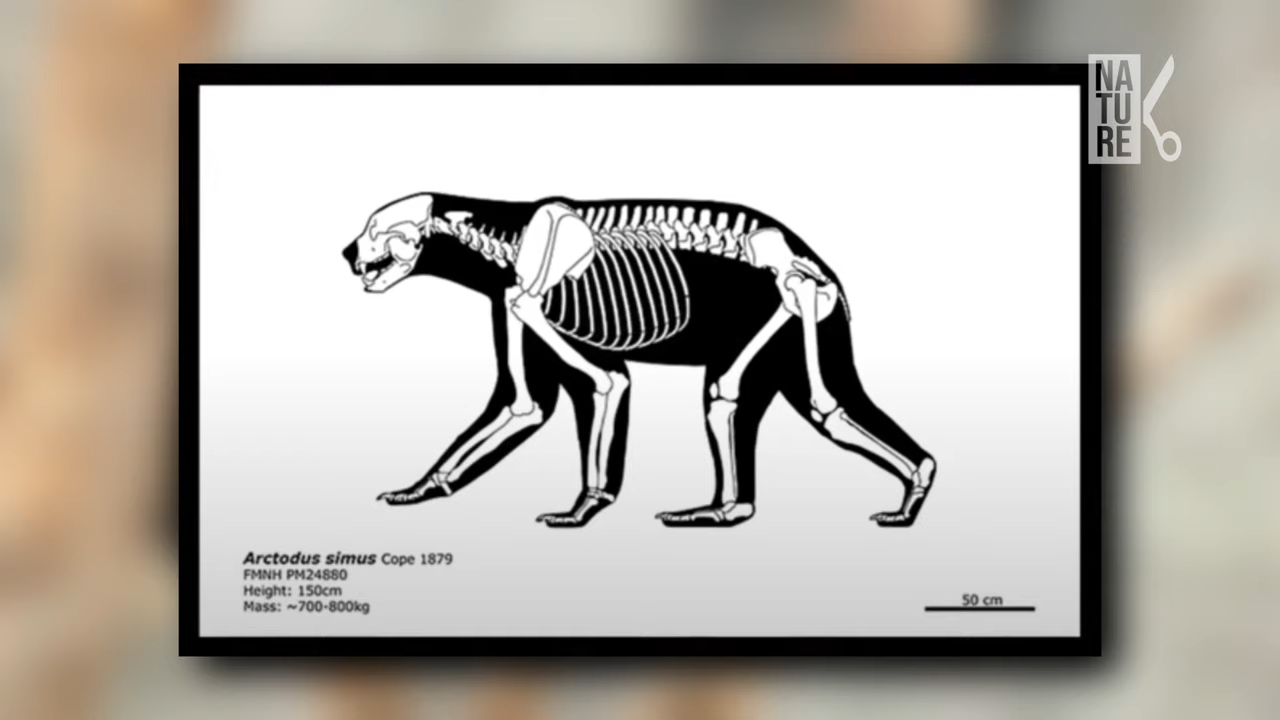 NA
TU
RE
Arctodus simus Cope 1879
FMNH PM24880
Height: 150cm
Mass: ~700-800kg
50 cm